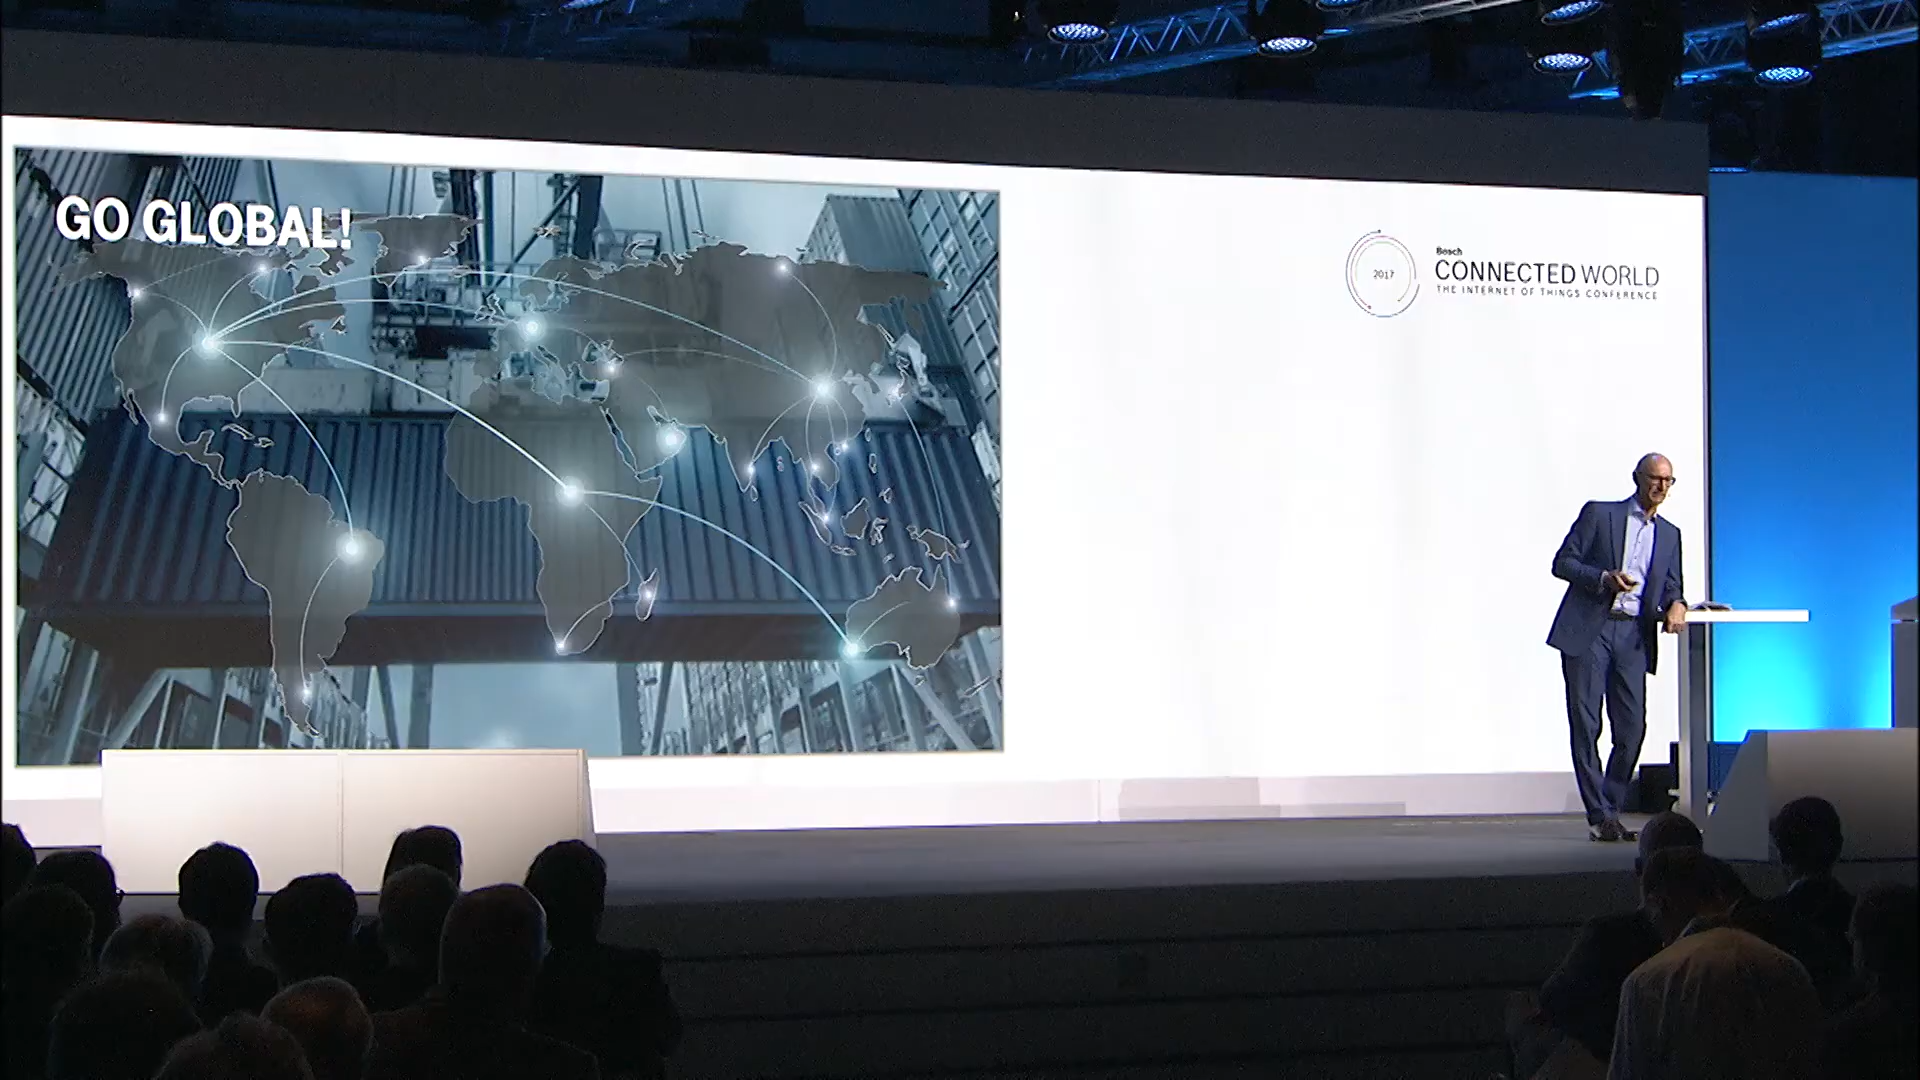 GO GLOBAL!
2017
Bosch
CONNECTED WORLD
THE INTERNET OF THINGS CONFERENCE